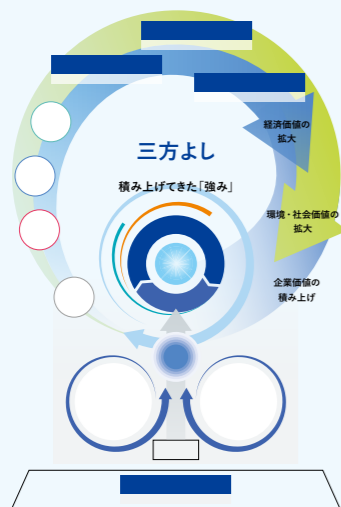 経済価値の
拡大
三方よし
積み上げてきた「強み」
環境・社会価値の
拡大
企業価値の
積み上げ